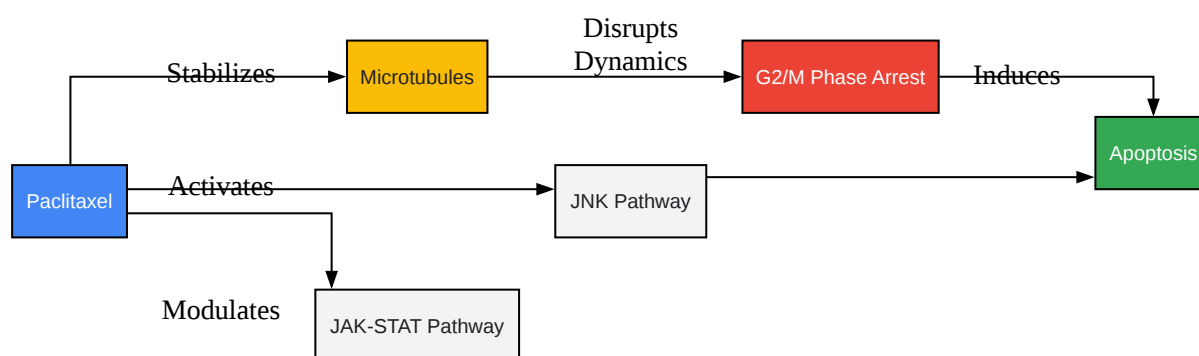 Disrupts
Dynamics
Stabilizes
Microtubules
G2/M Phase Arrest
Induces
Apoptosis
Paclitaxel
Activates
JNK Pathway
Modulates
JAK-STAT Pathway